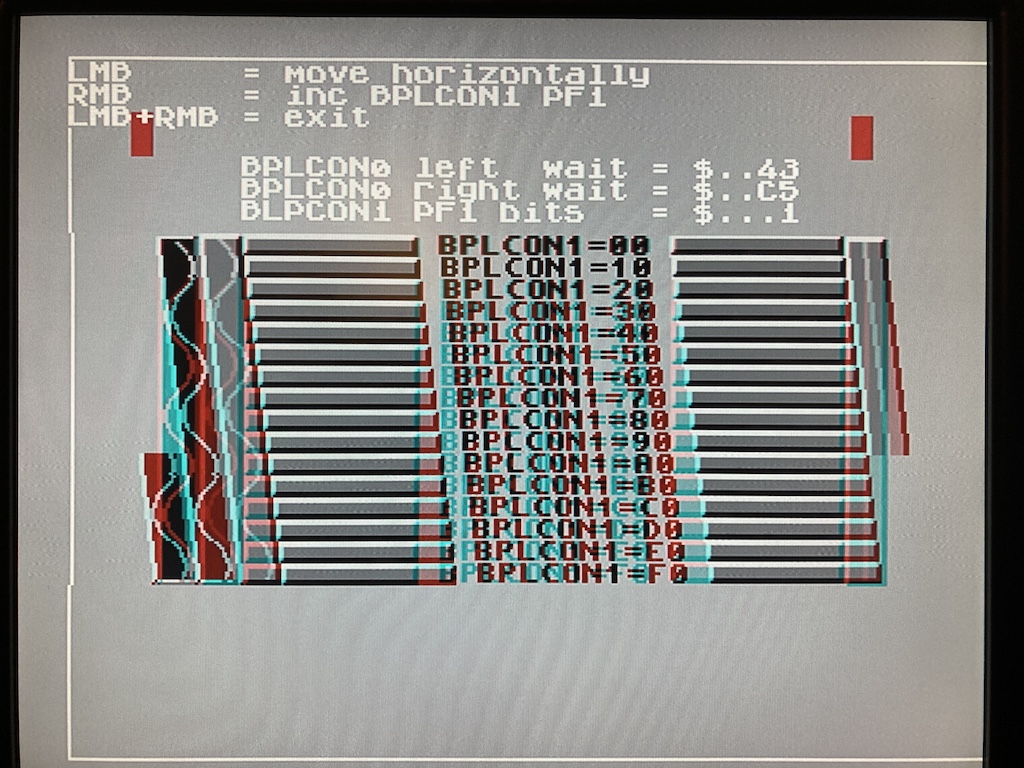 LMB = move horizontally
RMB = inc BPLCON1 PF1
LMB+RMB = exit
BPLCON0 left wait = $..43
BPLCON0 right wait = $..C5
BLPCON1 PF1 bits = $...1
BPLCON1=00
BPLCON1=10
BPLCON1=20
BPLCON1=30
BPLCON1=40
BPLCON1=50
BPLCON1=60
BPLCON1=70
BPLCON1=80
BPLCON1=90
BPLCON1=A0
BPLCON1=B0
BPLCON1=C0
BPLCON1=D0
BPLCON1=E0
BPLCON1=F0